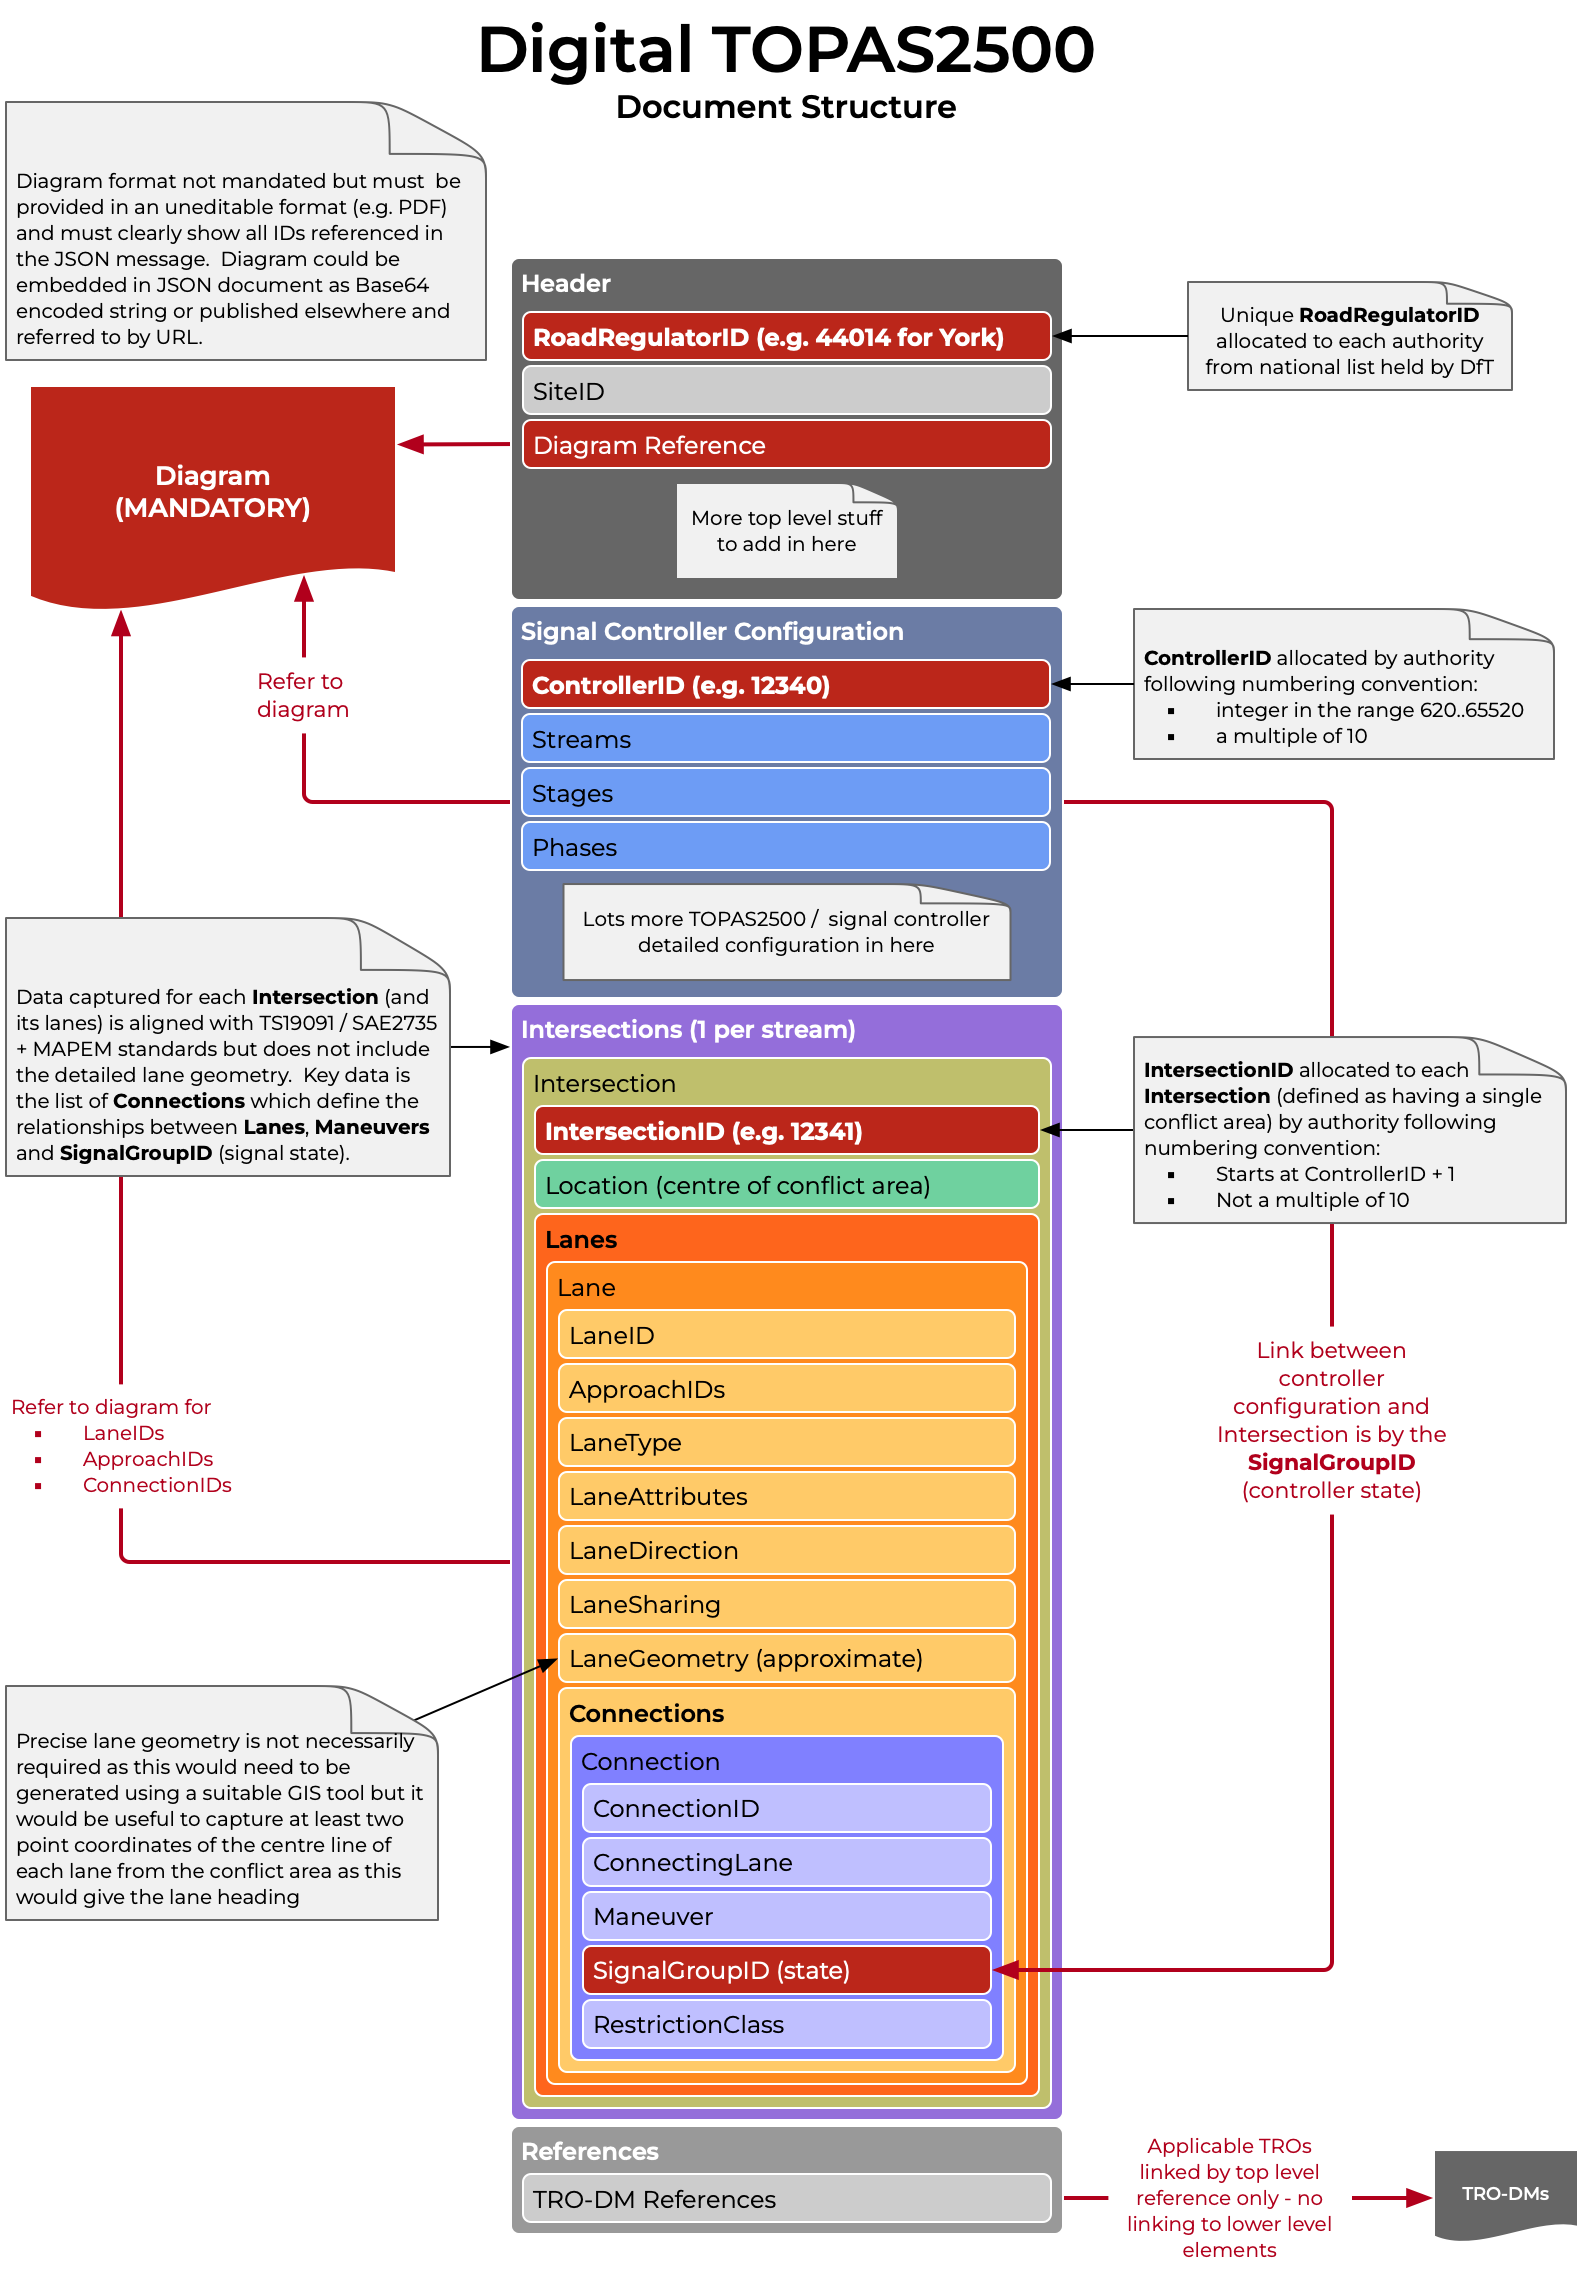 Digital TOPAS2500
Document Structure
Diagram format not mandated but must  be
provided in an uneditable format (e.g. PDF)
and must clearly show all IDs referenced in
the JSON message.  Diagram could be
embedded in JSON document as Base64
encoded string or published elsewhere and
referred to by URL.
Header
RoadRegulatorID (e.g. 44014 for York)
SiteID
Diagram Reference
More top level stuff
to add in here
Unique RoadRegulatorID
allocated to each authority
from national list held by DfT
Diagram
(MANDATORY)
Refer to
diagram
Signal Controller Configuration
ControllerID (e.g. 12340)
Streams
Stages
Phases
Lots more TOPAS2500 /  signal controller
detailed configuration in here
ControllerID allocated by authority
following numbering convention:
▪ integer in the range 620..65520
▪ a multiple of 10
Data captured for each Intersection (and
its lanes) is aligned with TS19091 / SAE2735
+ MAPEM standards but does not include
the detailed lane geometry.  Key data is
the list of Connections which define the
relationships between Lanes, Maneuvers
and SignalGroupID (signal state).
Intersections (1 per stream)
Intersection
IntersectionID (e.g. 12341)
Location (centre of conflict area)
Lanes
Lane
LaneID
ApproachIDs
LaneType
LaneAttributes
LaneDirection
LaneSharing
LaneGeometry (approximate)
Connections
Connection
ConnectionID
ConnectingLane
Maneuver
SignalGroupID (state)
RestrictionClass
IntersectionID allocated to each
Intersection (defined as having a single
conflict area) by authority following
numbering convention:
▪ Starts at ControllerID + 1
▪ Not a multiple of 10
Link between
controller
configuration and
Intersection is by the
SignalGroupID
(controller state)
Refer to diagram for
▪ LaneIDs
▪ ApproachIDs
▪ ConnectionIDs
Precise lane geometry is not necessarily
required as this would need to be
generated using a suitable GIS tool but it
would be useful to capture at least two
point coordinates of the centre line of
each lane from the conflict area as this
would give the lane heading
References
TRO-DM References
Applicable TROs
linked by top level
reference only - no
linking to lower level
elements
TRO-DMs